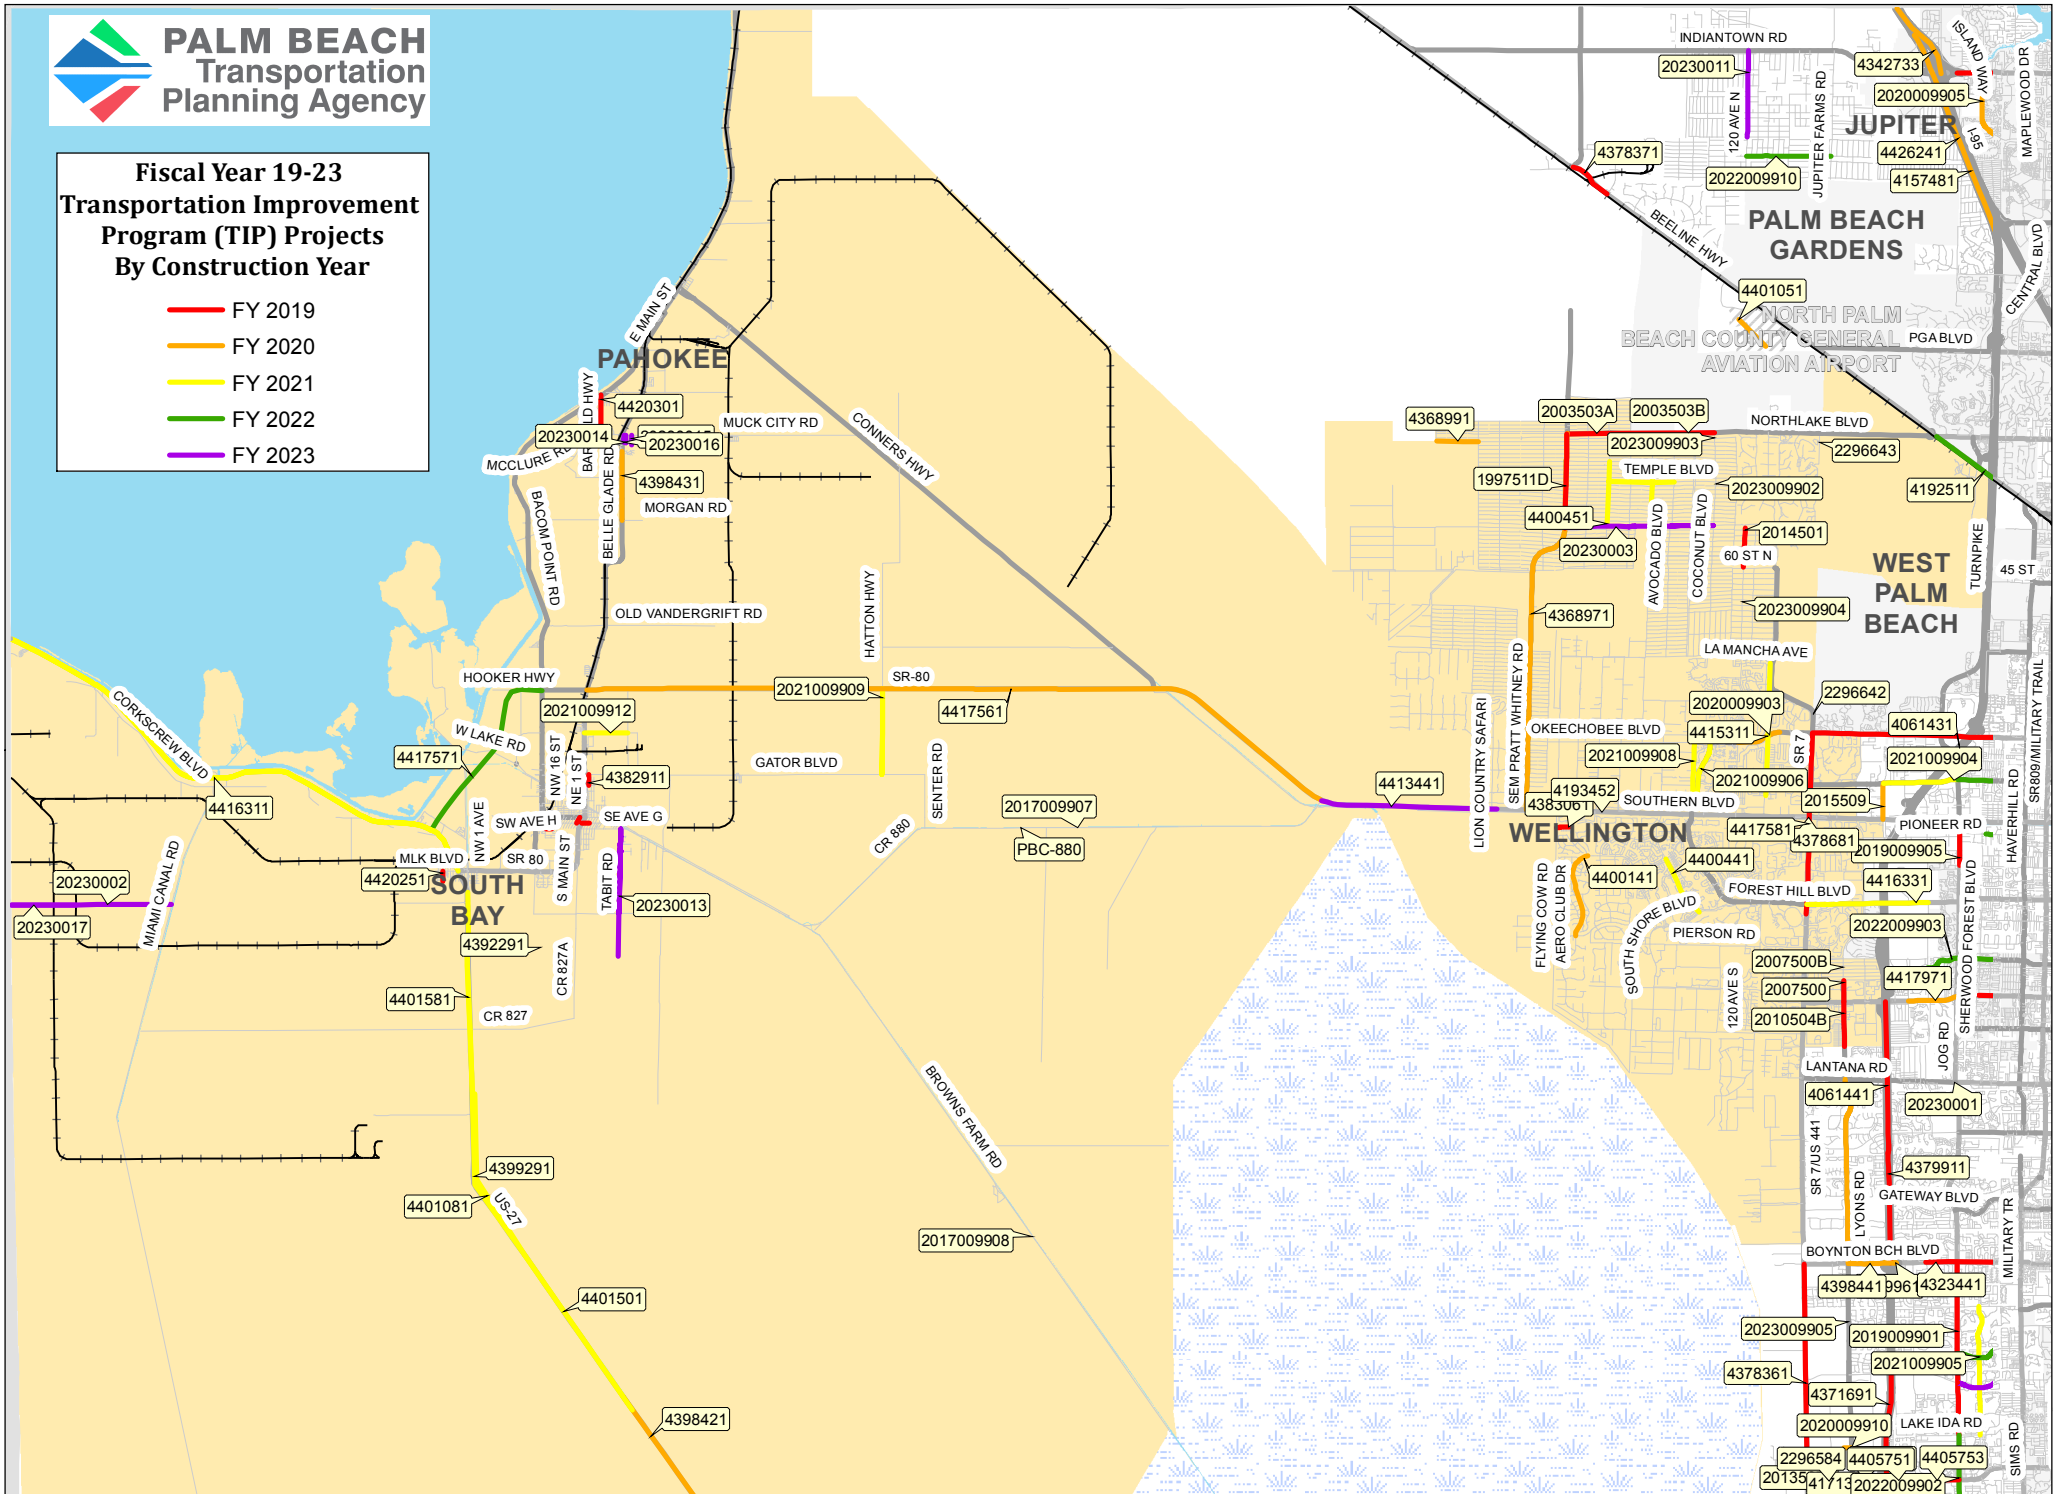 PALM BEACH
Transportation
Planning Agency
Fiscal Year 19-23
Transportation Improvement
Program (TIP) Projects
By Construction Year
FY 2019
FY 2020
FY 2021
FY 2022
FY 2023
INDIANTOWN RD
20230011
120 AVE N
JUPITER FARMS RD
4342733
ISLAND WAY
MAPLEWOOD DR
2020009905
JUPITER
I-95
4426241
4157481
4378371
2022009910
PALM BEACH
GARDENS
BEELINE HWY
CENTRAL BLVD
4401051
NORTH PALM
BEACH COUNTY GENERAL
AVIATION AIRPORT
PGA BLVD
E MAIN ST
PAHOKEE
4420301
20230014
20230016
MUCK CITY RD
MCCLURE RD
BELLE GLADE RD
4398431
MORGAN RD
BACOM POINT RD
CONNERS HWY
OLD VANDERGRIFT RD
HATTON HWY
4368991
2003503A
2003503B
2023009903
NORTHLAKE BLVD
2296643
TEMPLE BLVD
1997511D
2023009902
4192511
4400451
20230003
AVOCADO BLVD
COCONUT BLVD
2014501
60 ST N
WEST
PALM
BEACH
TURNPIKE
45 ST
4368971
2023009904
LA MANCHA AVE
SR809/MILITARY TRAIL
HOOKER HWY
SR-80
2021009909
4417561
2021009912
CORKSCREW BLVD
W LAKE RD
4417571
NW 16 ST
NE 1 ST
GATOR BLVD
4382911
SENTER RD
4416311
NW 1 AVE
SW AVE H
SE AVE G
2017009907
PBC-880
CR 880
4413441
LION COUNTRY SAFARI
SEM PRATT WHITNEY RD
OKEECHOBEE BLVD
2020009903
4415311
2296642
SR 7
4061431
2021009908
2021009906
2021009904
4193452
4383061
SOUTHERN BLVD
2015509
WELLINGTON
4417581
4378681
PIONEER RD
2019009905
HAVERHILL RD
MLK BLVD
SR 80
S MAIN ST
TABIT RD
4420251
SOUTH
BAY
20230002
20230017
MIAMI CANAL RD
20230013
4392291
CR 827A
4401581
CR 827
4400441
4400141
FLYING COW RD
AERO CLUB DR
FOREST HILL BLVD
4416331
SOUTH SHORE BLVD
PIERSON RD
2022009903
SHERWOOD FOREST BLVD
2007500B
2007500
4417971
120 AVE S
2010504B
JOG RD
LANTANA RD
4061441
20230001
BROWNS FARM RD
4399291
4401081
US-27
SR 7/US 441
LYONS RD
4379911
GATEWAY BLVD
MILITARY TR
2017009908
BOYNTON BCH BLVD
4398441
4323441
4401501
2023009905
2019009901
2021009905
4378361
4371691
4398421
2020009910
LAKE IDA RD
SIMS RD
2296584
4405751
4405753
2022009902